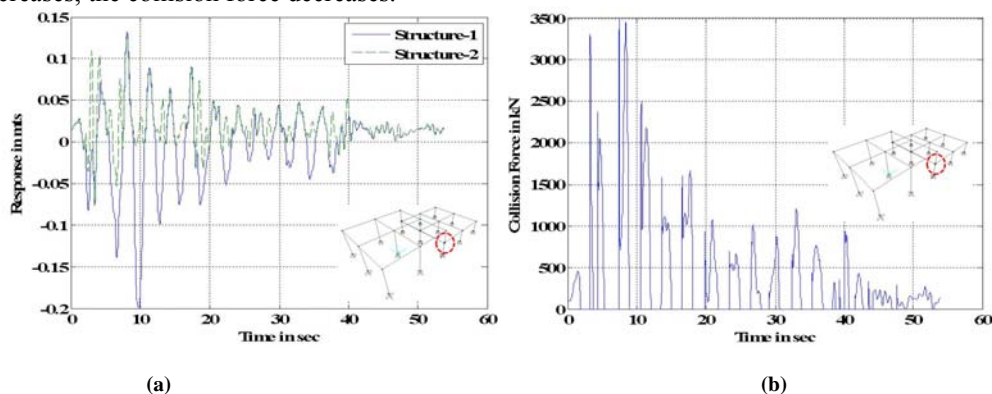 creases, the collision force decreases.
0.15
0.1
0.05
0
-0.05
-0.1
-0.15
-0.2
Response in mts
Structure-1
Structure-2
0 10 20 30 40 50 60
Time in sec
3500
3000
2500
2000
1500
1000
500
0
Collision Force in kN
0 10 20 30 40 50 60
Time in sec
(a) (b)